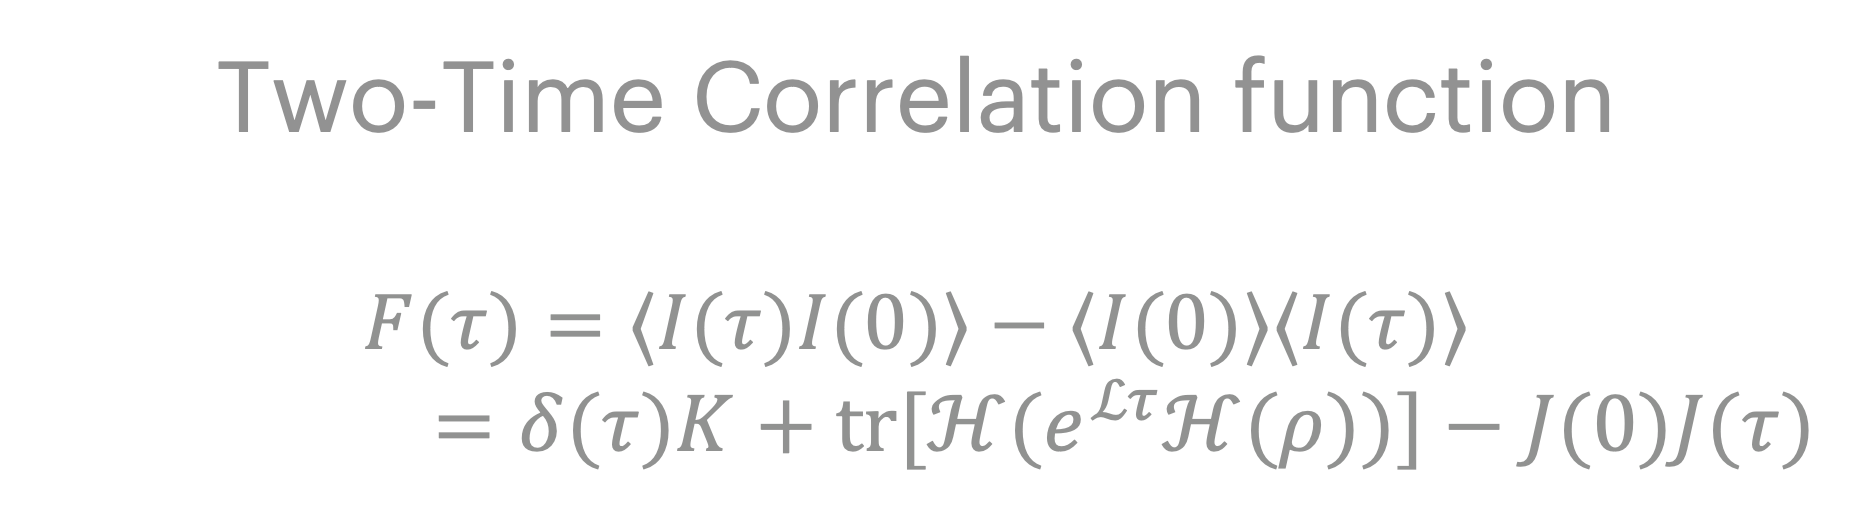 Two-Time Correlation function
F(τ) = ⟨I(τ)I(0)⟩ − ⟨I(0)⟩⟨I(τ)⟩
= δ(τ)K + tr[ℋ(e^ℒτ ℋ(ρ))] − J(0)J(τ)